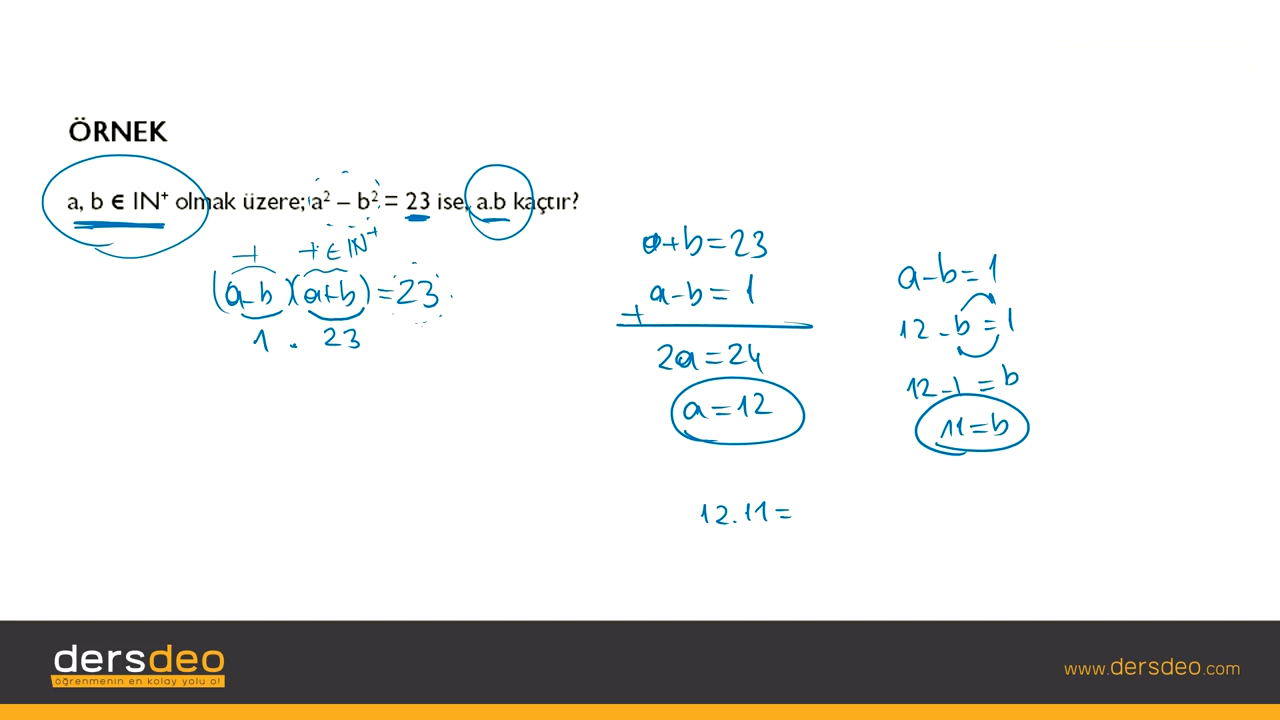 ÖRNEK
a, b ∈ IN⁺ olmak üzere; a² – b² = 23 ise, a.b kaçtır?
+ + ∈ IN⁺
(a-b)(a+b) = 23
1 . 23
a+b = 23
a-b = 1
+
2a = 24
a = 12
a-b = 1
12 - b = 1
12 - 1 = b
11 = b
12.11 =
dersdeo
öğrenmenin en kolay yolu o!
www.dersdeo.com